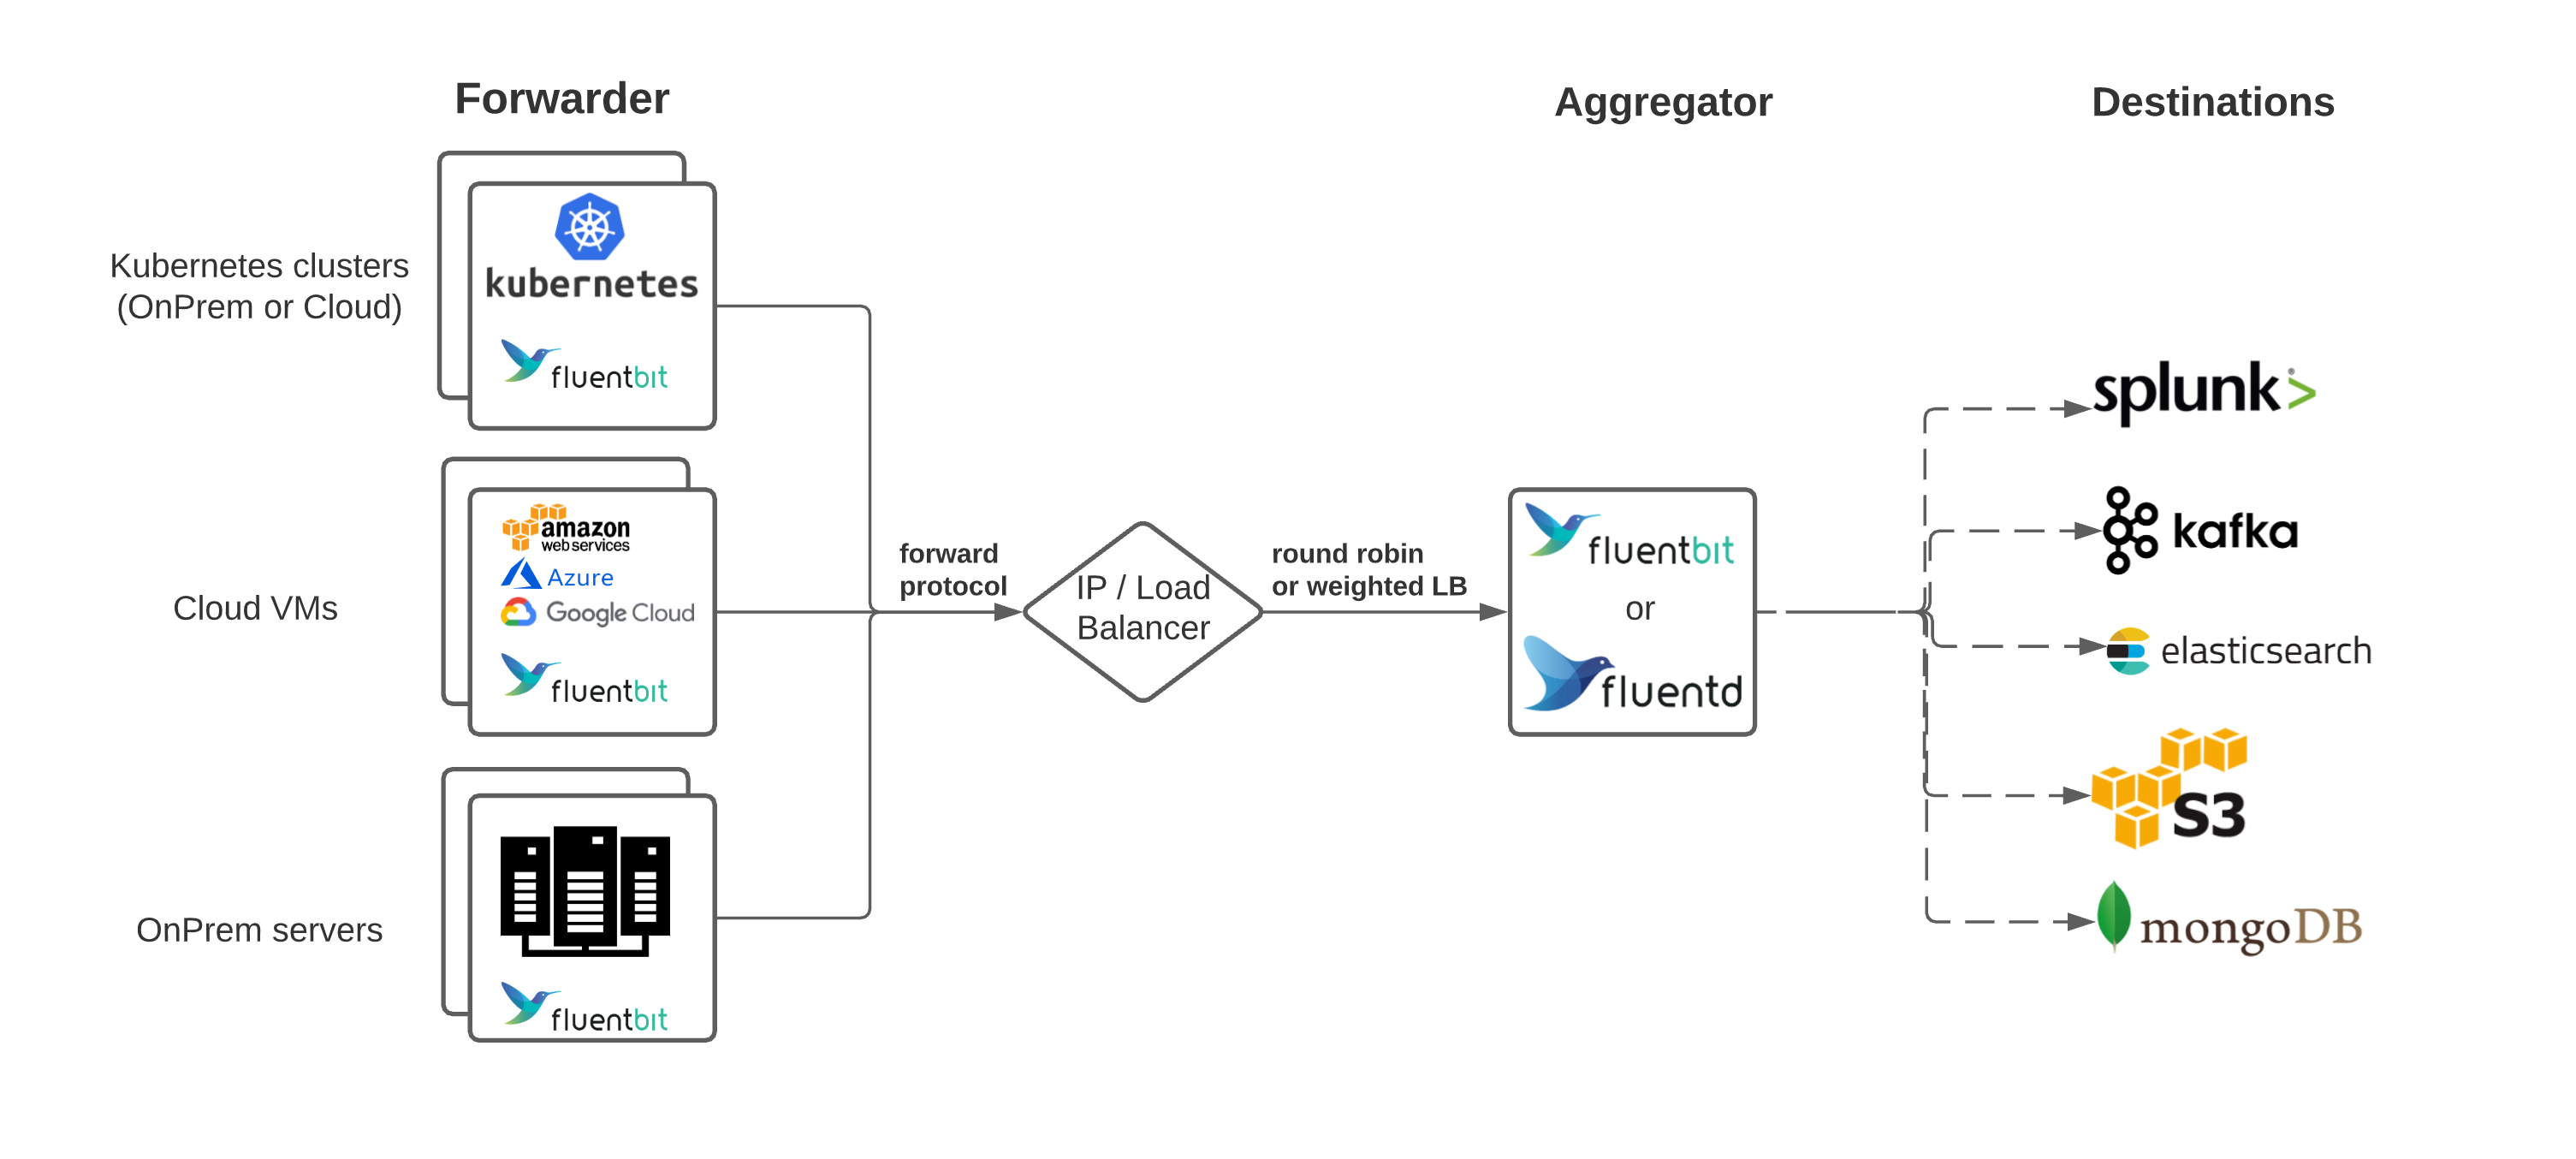 Forwarder
Aggregator
Destinations
Kubernetes clusters
(OnPrem or Cloud)
kubernetes
fluentbit
Cloud VMs
amazon
webservices
Azure
Google Cloud
fluentbit
OnPrem servers
fluentbit
forward
protocol
IP / Load
Balancer
round robin
or weighted LB
fluentbit
or
fluentd
splunk>
kafka
elasticsearch
S3
mongoDB